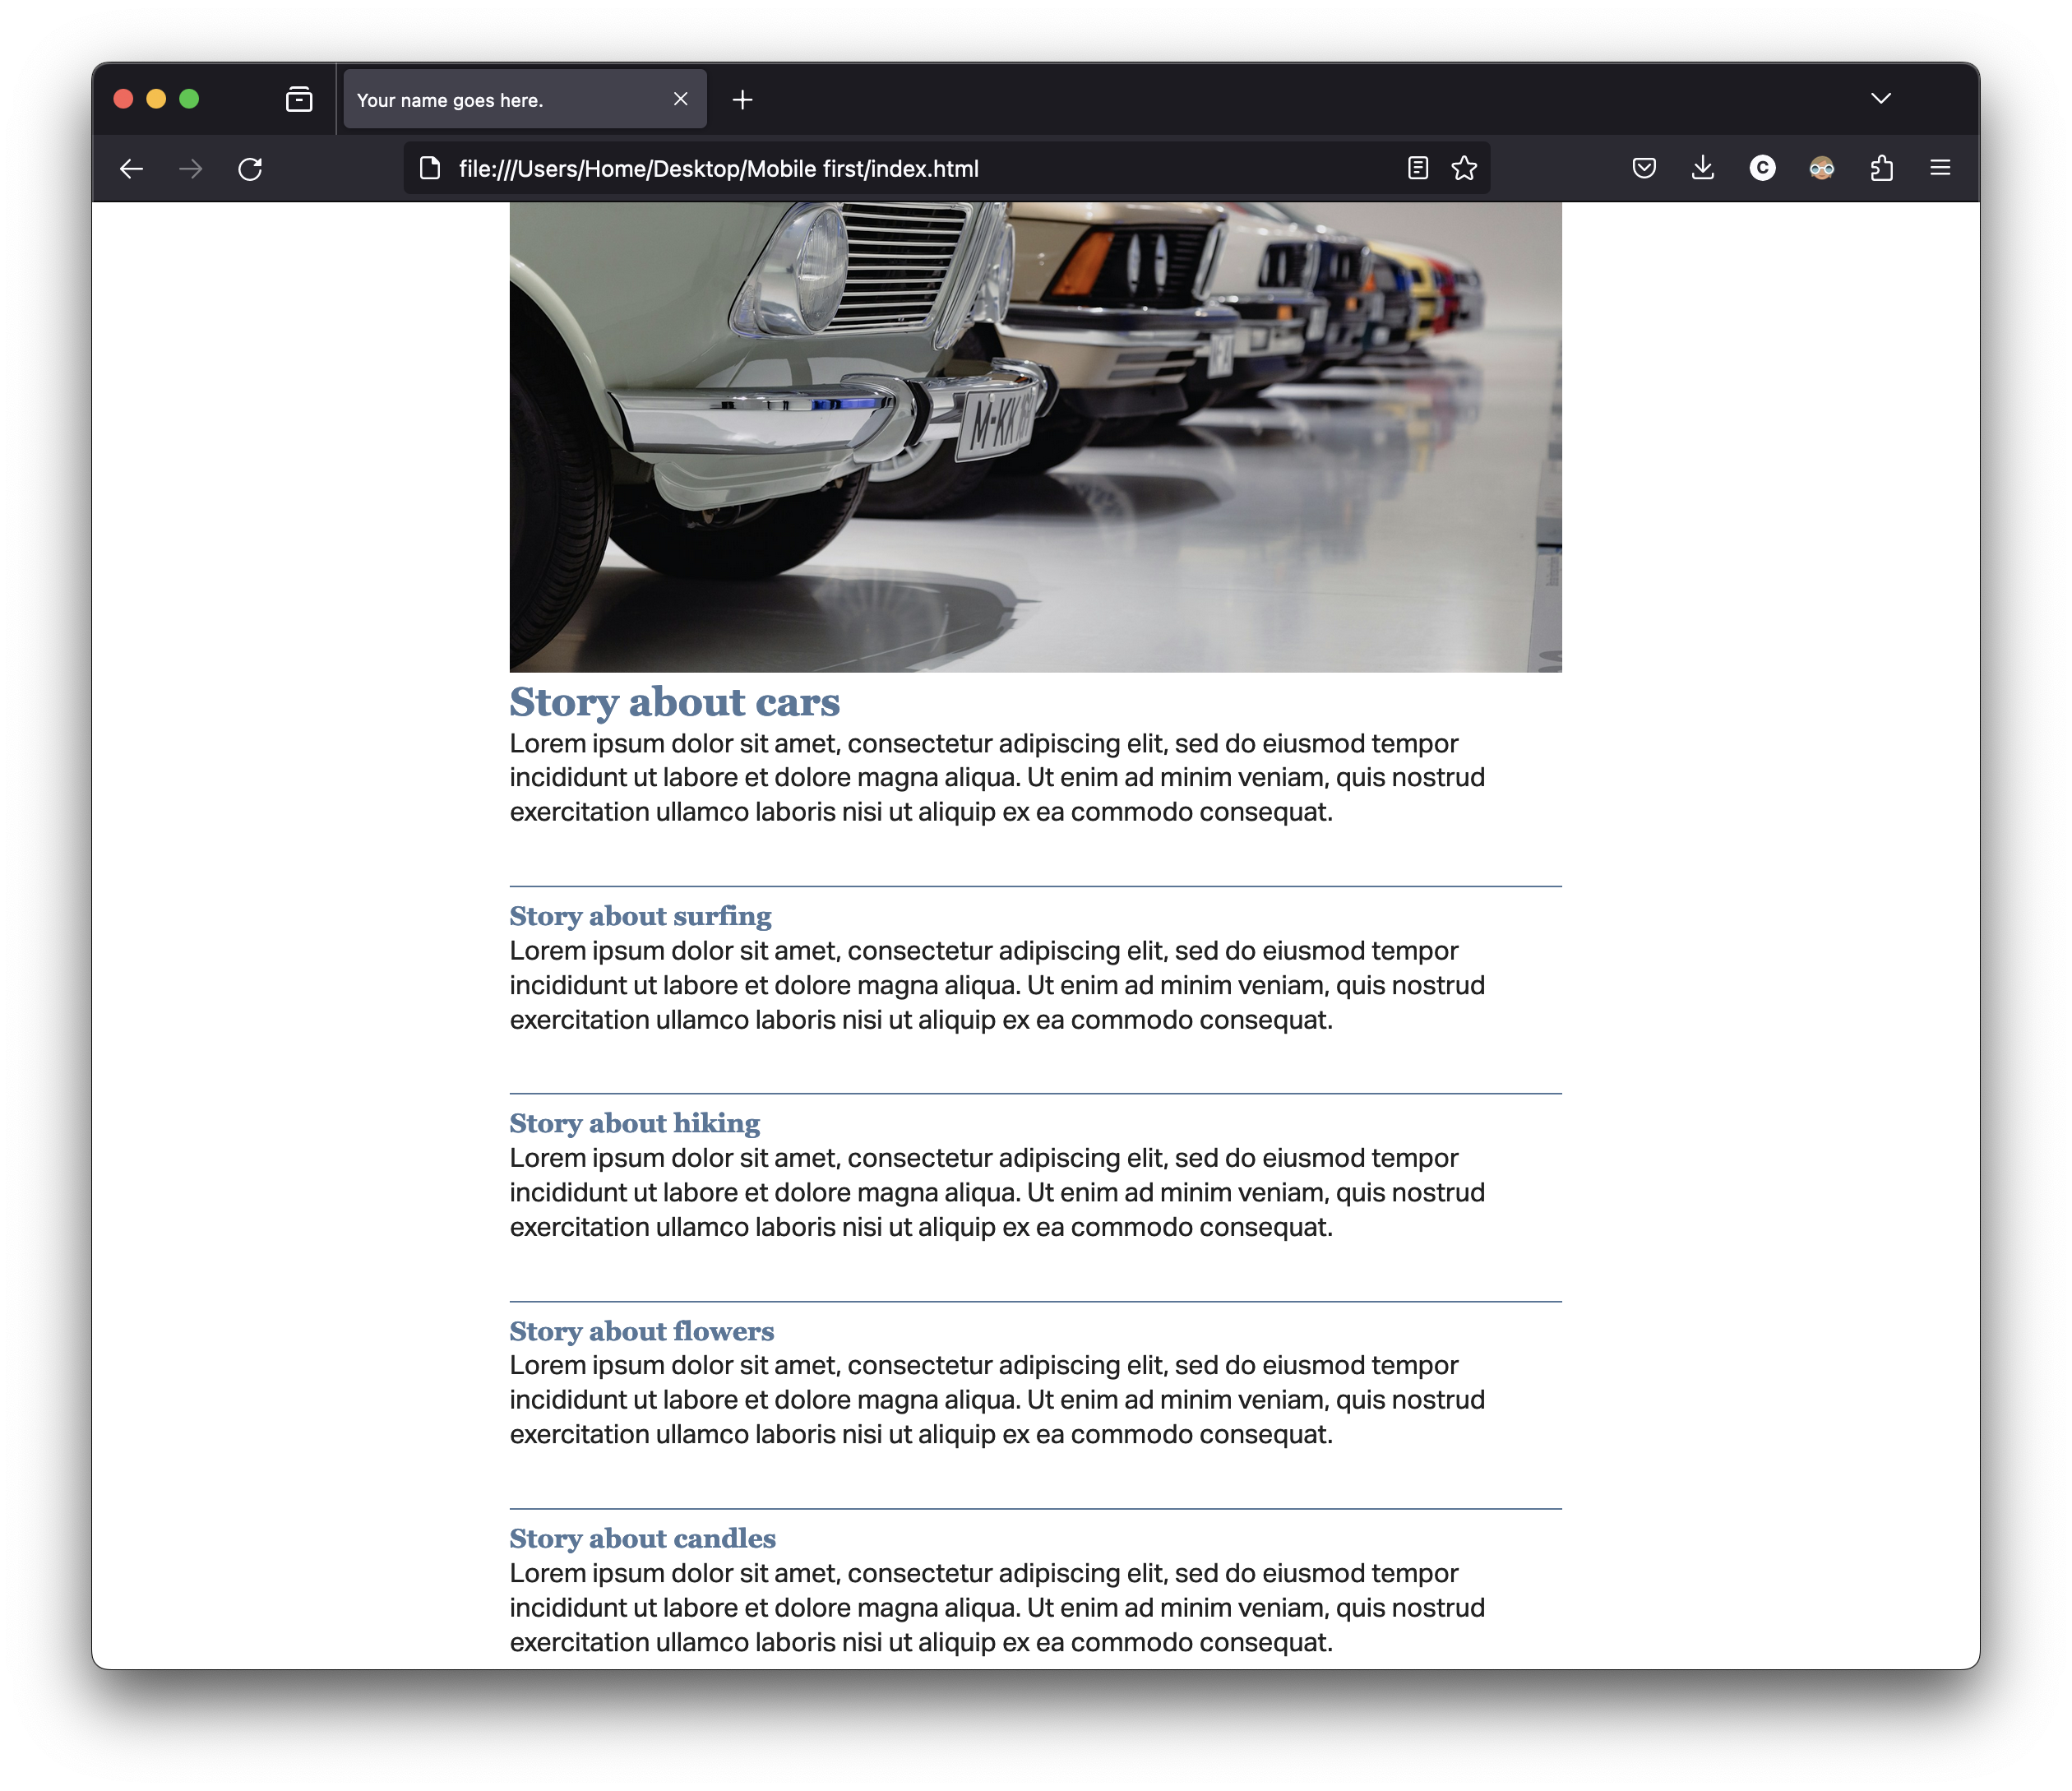 Your name goes here.
file:///Users/Home/Desktop/Mobile first/index.html
M-KK
Story about cars
Lorem ipsum dolor sit amet, consectetur adipiscing elit, sed do eiusmod tempor
incididunt ut labore et dolore magna aliqua. Ut enim ad minim veniam, quis nostrud
exercitation ullamco laboris nisi ut aliquip ex ea commodo consequat.
Story about surfing
Lorem ipsum dolor sit amet, consectetur adipiscing elit, sed do eiusmod tempor
incididunt ut labore et dolore magna aliqua. Ut enim ad minim veniam, quis nostrud
exercitation ullamco laboris nisi ut aliquip ex ea commodo consequat.
Story about hiking
Lorem ipsum dolor sit amet, consectetur adipiscing elit, sed do eiusmod tempor
incididunt ut labore et dolore magna aliqua. Ut enim ad minim veniam, quis nostrud
exercitation ullamco laboris nisi ut aliquip ex ea commodo consequat.
Story about flowers
Lorem ipsum dolor sit amet, consectetur adipiscing elit, sed do eiusmod tempor
incididunt ut labore et dolore magna aliqua. Ut enim ad minim veniam, quis nostrud
exercitation ullamco laboris nisi ut aliquip ex ea commodo consequat.
Story about candles
Lorem ipsum dolor sit amet, consectetur adipiscing elit, sed do eiusmod tempor
incididunt ut labore et dolore magna aliqua. Ut enim ad minim veniam, quis nostrud
exercitation ullamco laboris nisi ut aliquip ex ea commodo consequat.